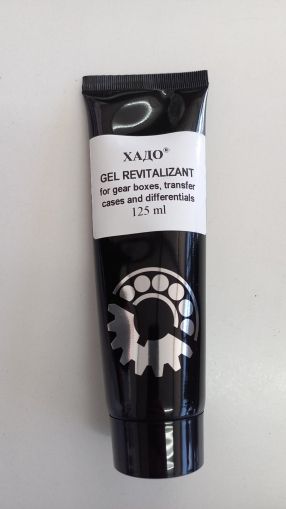 ХАДО®
GEL REVITALIZANT
for gear boxes, transfer
cases and differentials
125 ml